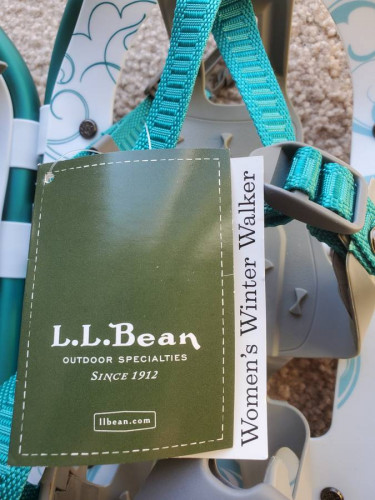 L.L.Bean
OUTDOOR SPECIALTIES
SINCE 1912
llbean.com
Women's Winter Walker